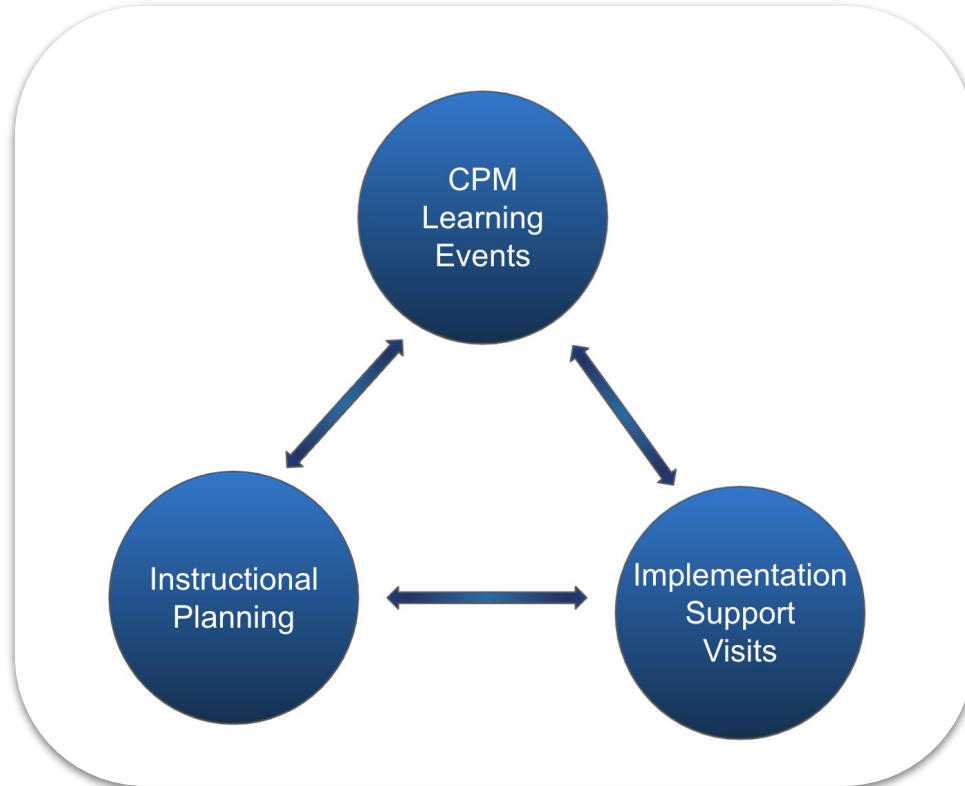 CPM
Learning
Events
Instructional
Planning
Implementation
Support
Visits